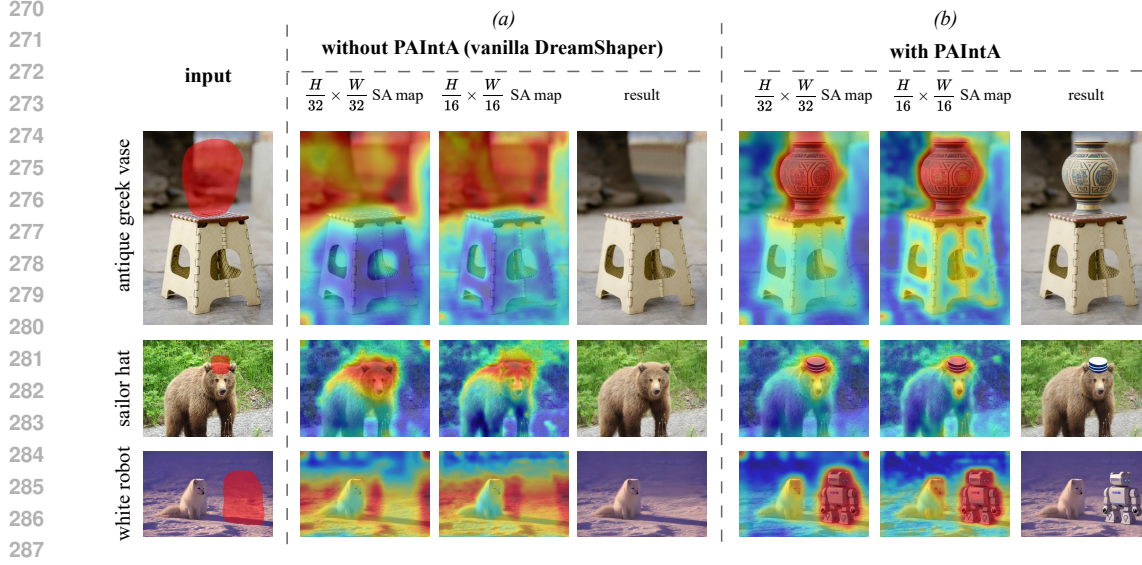 270
271
272
273
274
275
276
277
278
279
280
281
282
283
284
285
286
287
(a)
without PAIntA (vanilla DreamShaper)
(b)
with PAIntA
input
H/32 × W/32 SA map
H/16 × W/16 SA map
result
H/32 × W/32 SA map
H/16 × W/16 SA map
result
antique greek vase
sailor hat
white robot